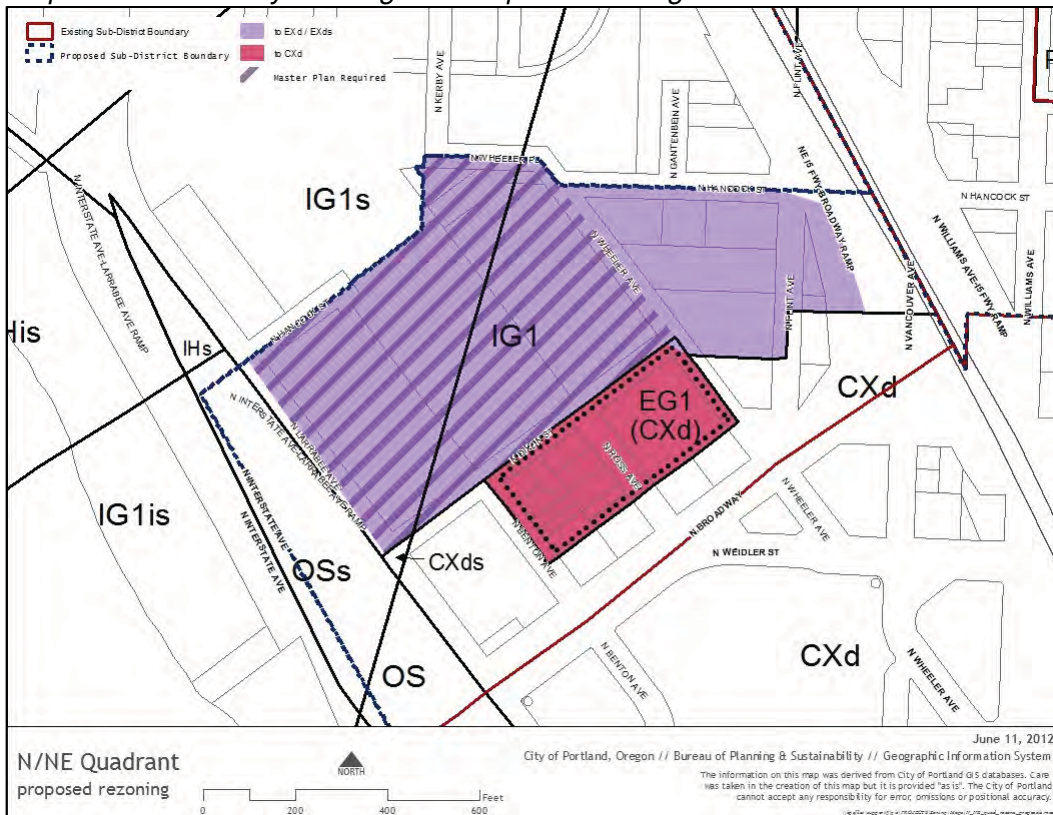 Existing Sub-District Boundary
Proposed Sub-District Boundary
to EXd / EXds
to CXd
Master Plan Required
N KERBY AVE
N FLINT AVE
N GANTENBEIN AVE
N WHEELER PL
N HANCOCK ST
N HANCOCK ST
NE I5 FWY-BROADWAY RAMP
N WILLIAMS AVE-I5 FWY RAMP
N WILLIAMS AVE
N VANCOUVER AVE
IG1s
N INTERSTATE AVE-LARRABEE AVE RAMP
N HANCOCK ST
N WHEELER AVE
N FLINT AVE
His
IHs
IG1
CXd
EG1
(CXd)
N ROSS AVE
N BENTON AVE
N LARRABEE AVE
N INTERSTATE AVE-LARRABEE AVE RAMP
IG1is
N INTERSTATE AVE
N INTERSTATE AVE
OSs
CXds
N BROADWAY
N WHEELER AVE
N WEIDLER ST
OS
N BENTON AVE
CXd
N WHEELER AVE
N/NE Quadrant
proposed rezoning
NORTH
0 200 400 600 Feet
June 11, 2012
City of Portland, Oregon // Bureau of Planning & Sustainability // Geographic Information System
The information on this map was derived from City of Portland GIS databases. Care
was taken in the creation of this map but it is provided "as is". The City of Portland
cannot accept any responsibility for error, omissions or positional accuracy.